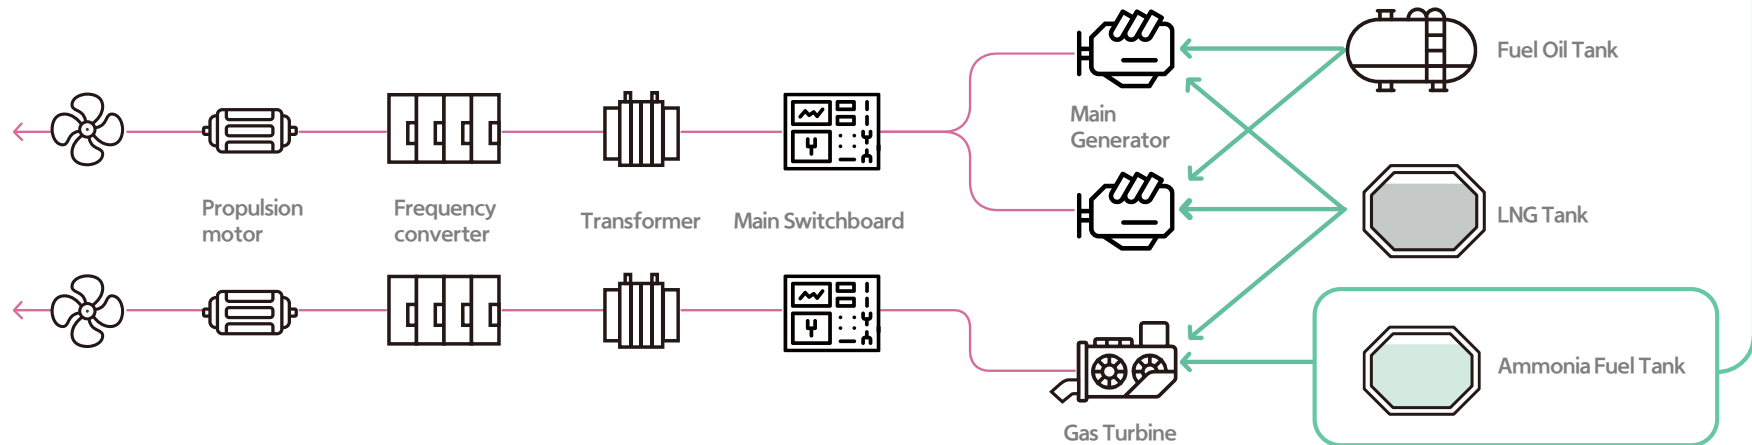 Fuel Oil Tank
Main
Generator
Propulsion
motor
Frequency
converter
Transformer
Main Switchboard
LNG Tank
Ammonia Fuel Tank
Gas Turbine